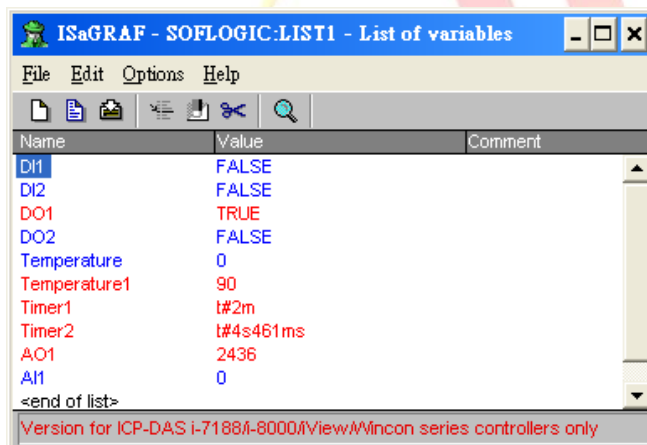 ISaGRAF - SOFLOGIC:LIST1 - List of variables
File Edit Options Help
Name Value Comment
DI1 FALSE
DI2 FALSE
DO1 TRUE
DO2 FALSE
Temperature 0
Temperature1 90
Timer1 t#2m
Timer2 t#4s461ms
AO1 2436
AI1 0
<end of list>
Version for ICP-DAS i-7188/i-8000/iView/Wincon series controllers only